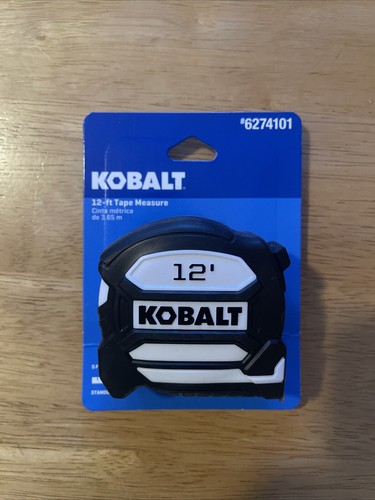 #6274101
KOBALT
12-ft Tape Measure
Cinta métrica
de 3,65 m
12'
KOBALT